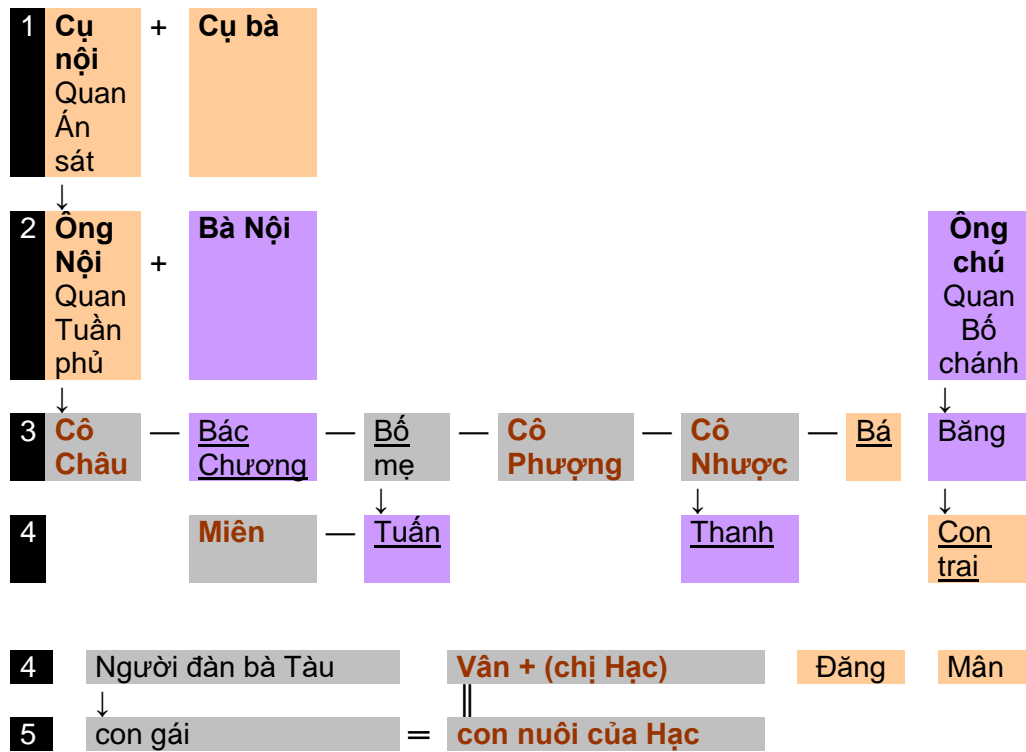 1 Cụ nội Quan Án sát + Cụ bà
↓
2 Ông Nội Quan Tuần phủ + Bà Nội Ông chú Quan Bố chánh
↓ ↓
3 Cô Châu — Bác Chương — Bố mẹ — Cô Phượng — Cô Nhược — Bá Băng
↓ ↓ ↓
4 Miên — Tuấn Thanh Con trai
4 Người đàn bà Tàu Vân + (chị Hạc) Đăng Mân
↓ ‖
5 con gái = con nuôi của Hạc